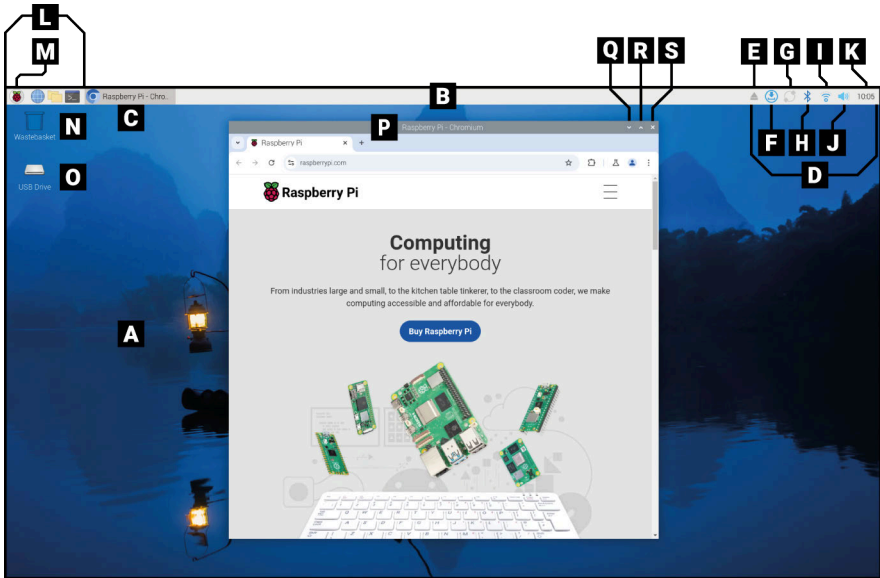 L
M
Q R S
E G I K
Raspberry Pi - Chro..
B
10:05
C
N
Wastebasket
P
Raspberry Pi - Chromium
F H J
Raspberry Pi
raspberrypi.com
O
USB Drive
D
Raspberry Pi
Computing
for everybody
From industries large and small, to the kitchen table tinkerer, to the classroom coder, we make
computing accessible and affordable for everybody.
A
Buy Raspberry Pi